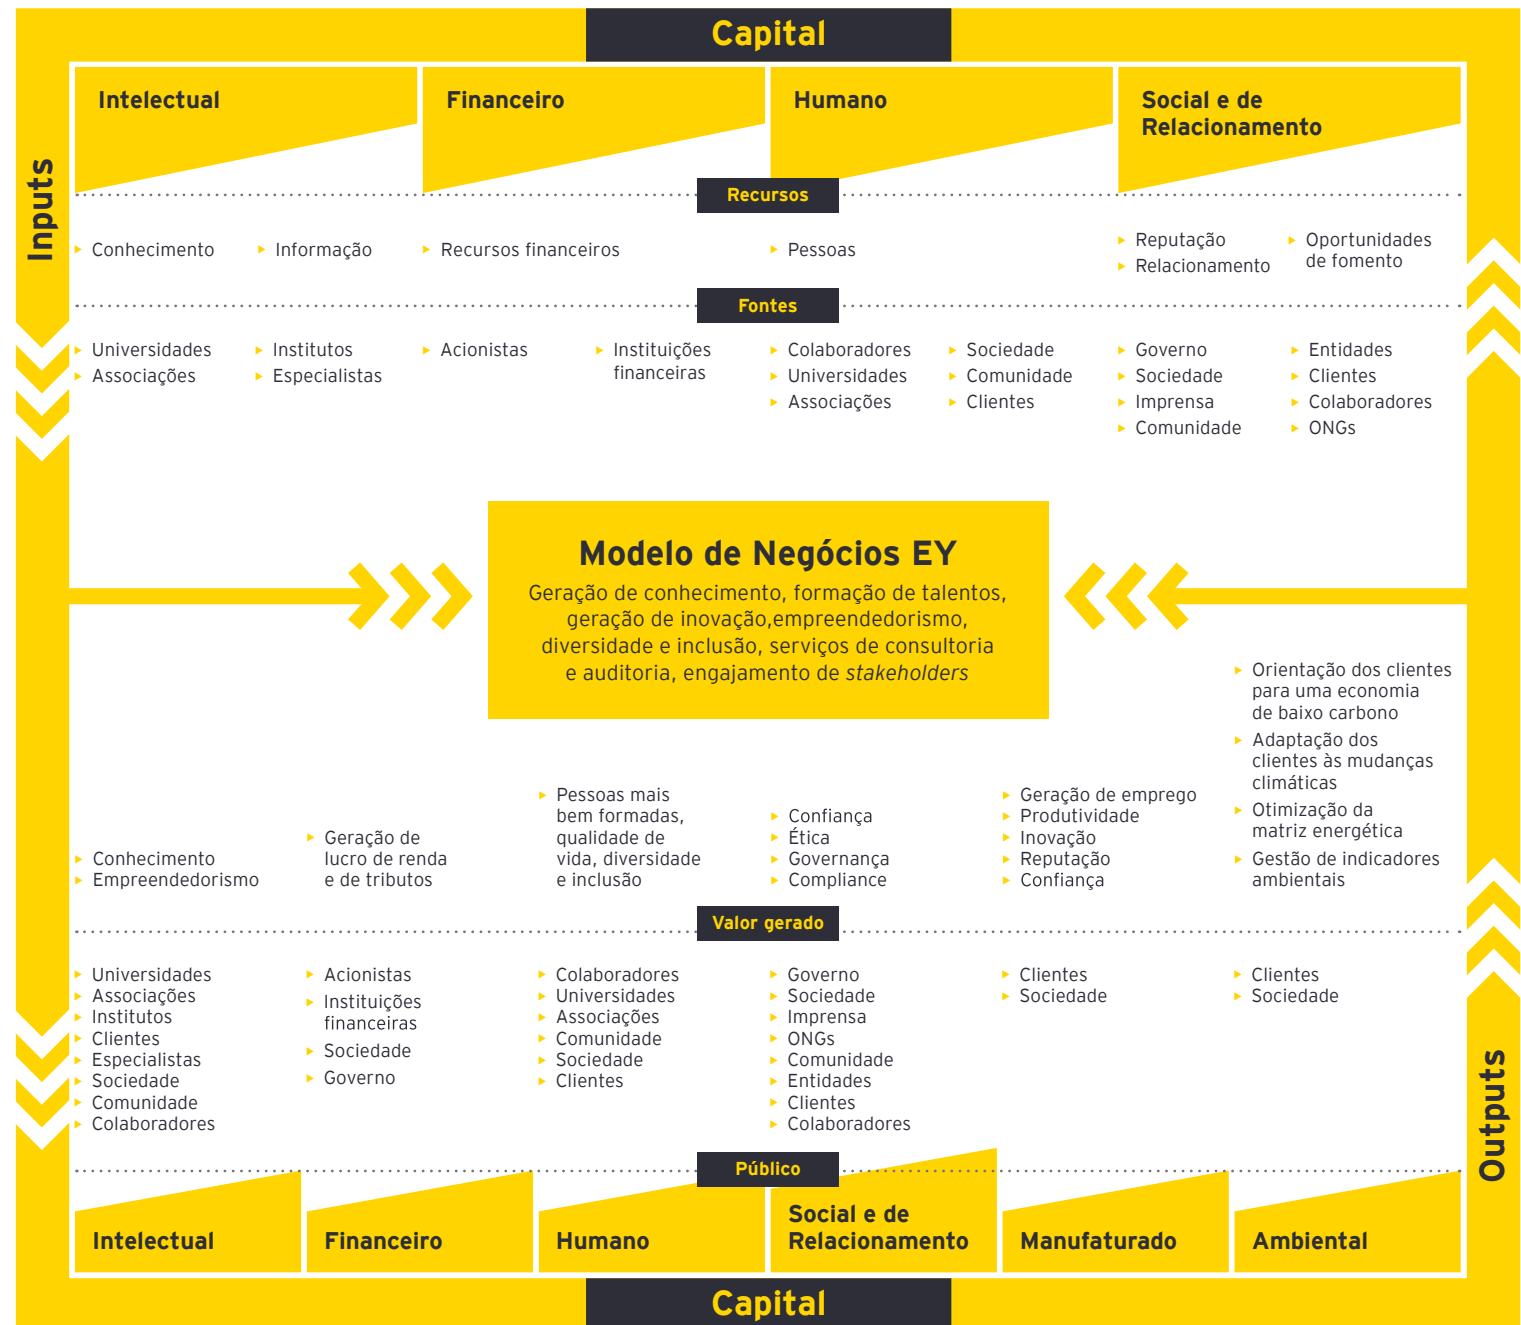 Capital
Inputs
Intelectual
Financeiro
Humano
Social e de
Relacionamento
Recursos
Conhecimento
Informação
Recursos financeiros
Pessoas
Reputação
Relacionamento
Oportunidades
de fomento
Fontes
Universidades
Associações
Institutos
Especialistas
Acionistas
Instituições
financeiras
Colaboradores
Universidades
Associações
Sociedade
Comunidade
Clientes
Governo
Sociedade
Imprensa
Comunidade
Entidades
Clientes
Colaboradores
ONGs
Modelo de Negócios EY
Geração de conhecimento, formação de talentos,
geração de inovação,empreendedorismo,
diversidade e inclusão, serviços de consultoria
e auditoria, engajamento de stakeholders
Conhecimento
Empreendedorismo
Geração de
lucro de renda
e de tributos
Pessoas mais
bem formadas,
qualidade de
vida, diversidade
e inclusão
Confiança
Ética
Governança
Compliance
Geração de emprego
Produtividade
Inovação
Reputação
Confiança
Orientação dos clientes
para uma economia
de baixo carbono
Adaptação dos
clientes às mudanças
climáticas
Otimização da
matriz energética
Gestão de indicadores
ambientais
Valor gerado
Universidades
Associações
Institutos
Clientes
Especialistas
Sociedade
Comunidade
Colaboradores
Acionistas
Instituições
financeiras
Sociedade
Governo
Colaboradores
Universidades
Associações
Comunidade
Sociedade
Clientes
Governo
Sociedade
Imprensa
ONGs
Comunidade
Entidades
Clientes
Colaboradores
Clientes
Sociedade
Clientes
Sociedade
Outputs
Público
Intelectual
Financeiro
Humano
Social e de
Relacionamento
Manufaturado
Ambiental
Capital